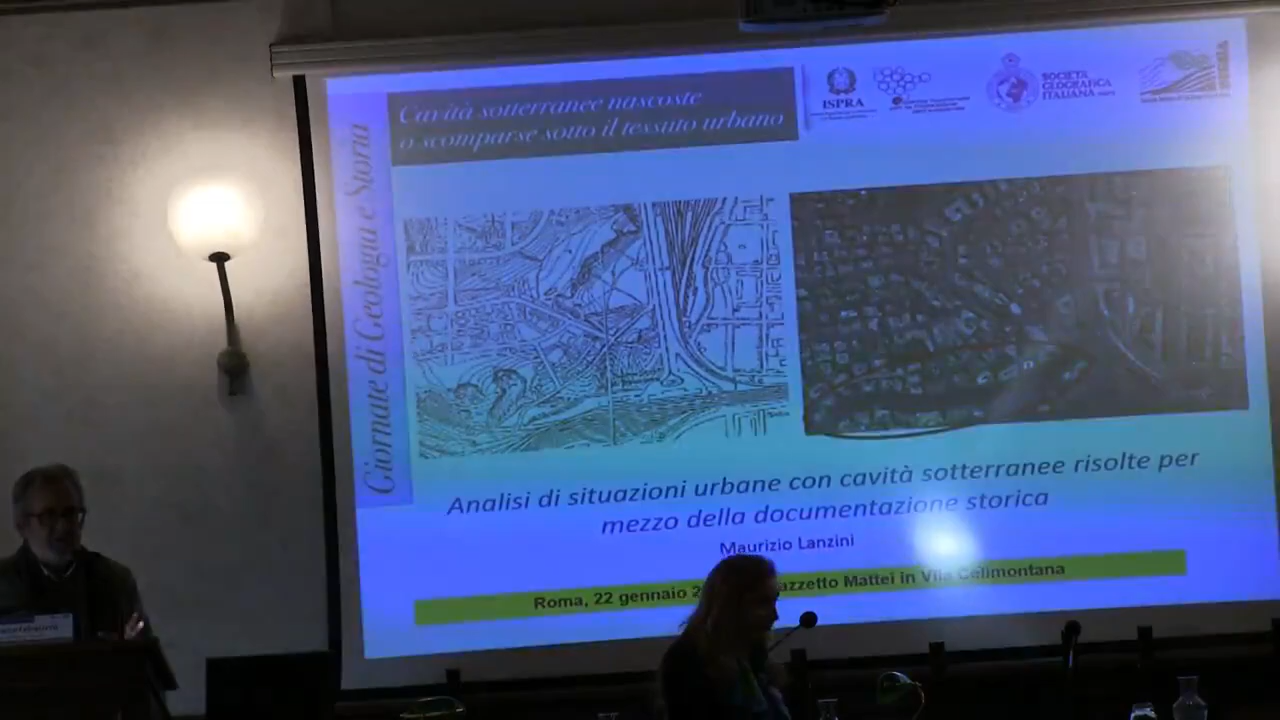 Cavità sotterranee nascoste
o scomparse sotto il tessuto urbano
Giornate di Geologia e Storia
ISPRA
SOCIETÀ
GEOGRAFICA
ITALIANA
Analisi di situazioni urbane con cavità sotterranee risolte per
mezzo della documentazione storica
Maurizio Lanzini
Roma, 22 gennaio 2 azzetto Mattei in Villa Celimontana